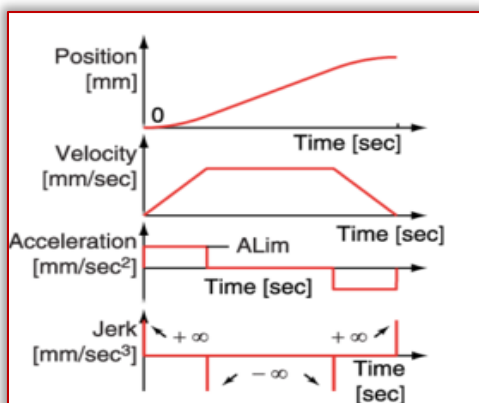 Position
[mm]
0
Time [sec]
Velocity
[mm/sec]
Time [sec]
Acceleration
[mm/sec²]
ALim
Time [sec]
Jerk
[mm/sec³]
+ ∞
+ ∞
− ∞
Time
[sec]